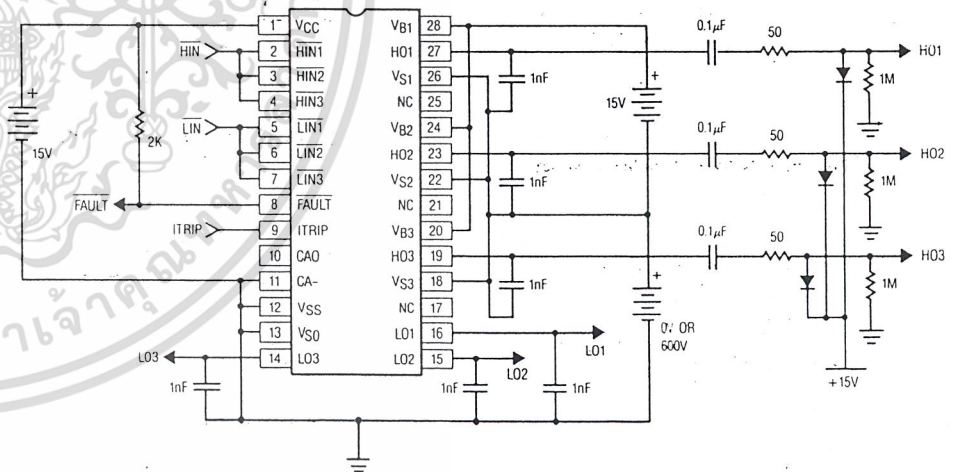 1 VCC
2 HIN1
3 HIN2
4 HIN3
5 LIN1
6 LIN2
7 LIN3
8 FAULT
9 ITRIP
10 CAO
11 CA-
12 VSS
13 VS0
14 LO3
VB1 28
HO1 27
VS1 26
NC 25
VB2 24
HO2 23
VS2 22
NC 21
VB3 20
HO3 19
VS3 18
NC 17
LO1 16
LO2 15
HIN
LIN
FAULT
ITRIP
LO3
+
15V
2K
1nF
1nF
1nF
1nF
1nF
1nF
LO1
LO2
+
15V
+
0V OR
600V
0.1μF
50
HO1
1M
0.1μF
50
HO2
1M
0.1μF
50
HO3
1M
+15V